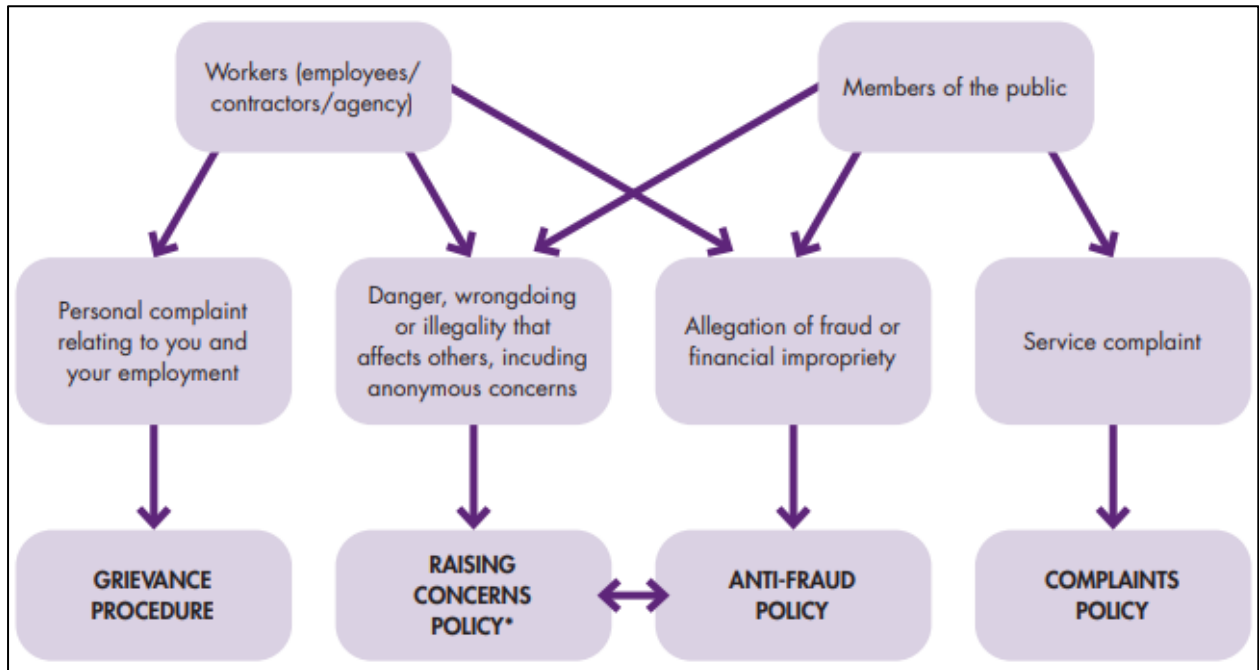 Workers (employees/
contractors/agency)
Members of the public
Personal complaint
relating to you and
your employment
Danger, wrongdoing
or illegality that
affects others, incuding
anonymous concerns
Allegation of fraud or
financial impropriety
Service complaint
GRIEVANCE
PROCEDURE
RAISING
CONCERNS
POLICY*
ANTI-FRAUD
POLICY
COMPLAINTS
POLICY